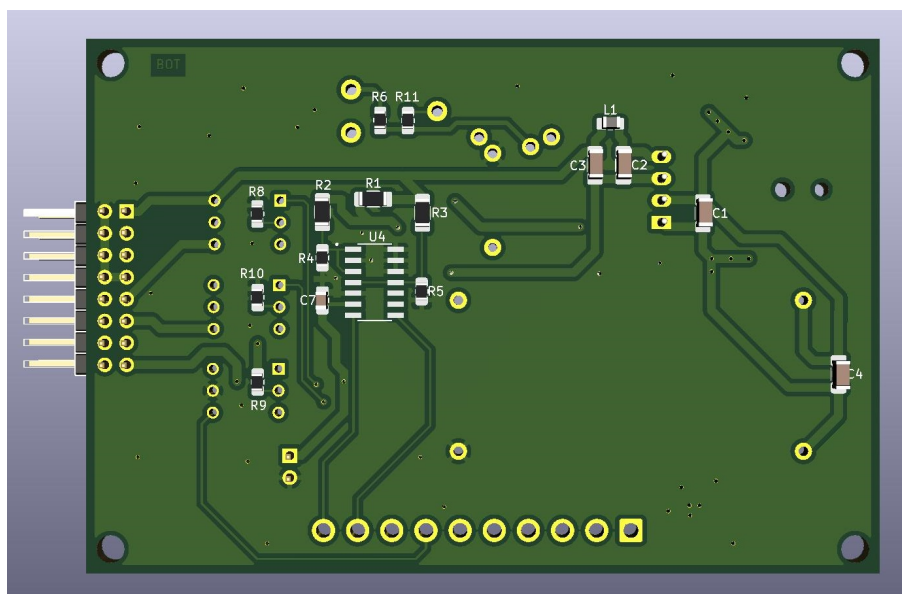 BOT
R6 R11
L1
C3 C2
R8 R2 R1
R3 C1
U4
R4
R10 C7 R5
C4
R9